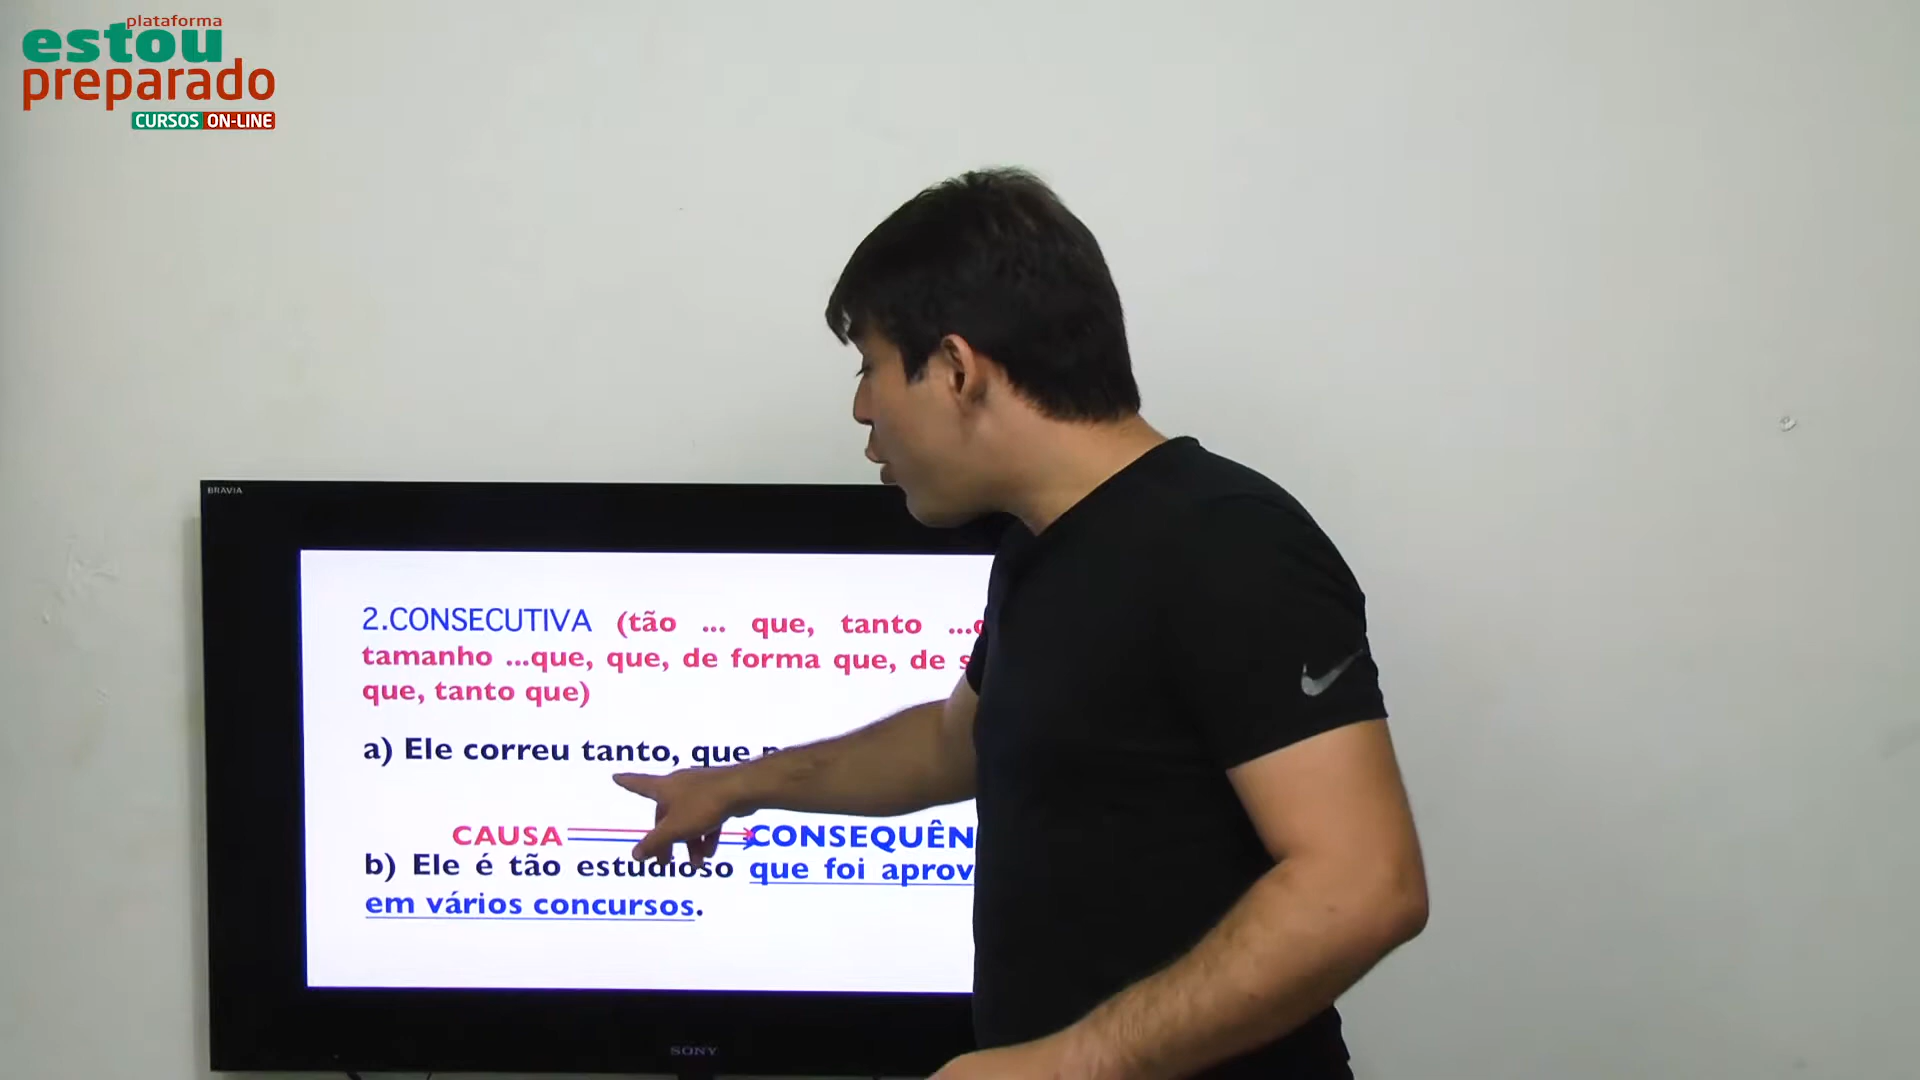 plataforma
estou
preparado
CURSOS ON-LINE
BRAVIA
2.CONSECUTIVA (tão ... que, tanto ...
tamanho ...que, que, de forma que, de
que, tanto que)
a) Ele correu tanto, que
CAUSA CONSEQUÊN
b) Ele é tão estudioso que foi aprov
em vários concursos.
SONY